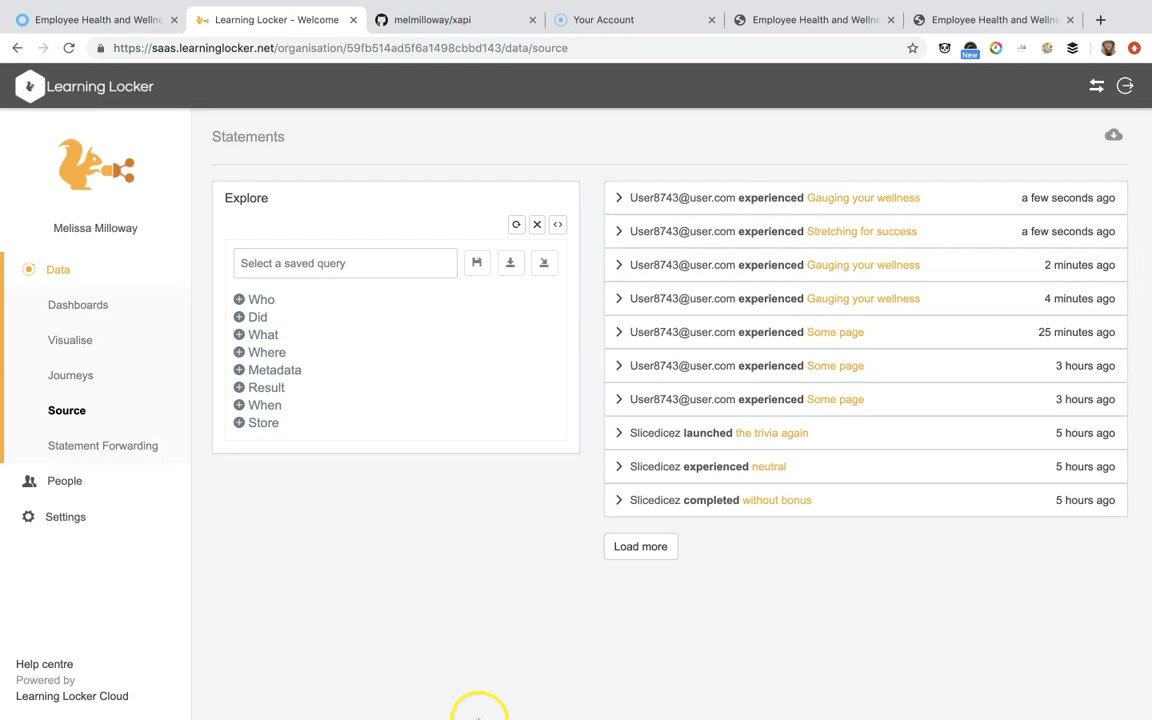 Employee Health and Wellne
Learning Locker - Welcome
melmilloway/xapi
Your Account
Employee Health and Wellne
Employee Health and Wellne
https://saas.learninglocker.net/organisation/59fb514ad5f6a1498cbbd143/data/source
New
Learning Locker
Melissa Milloway
Data
Dashboards
Visualise
Journeys
Source
Statement Forwarding
People
Settings
Help centre
Powered by
Learning Locker Cloud
Statements
Explore
Select a saved query
Who
Did
What
Where
Metadata
Result
When
Store
User8743@user.com experienced Gauging your wellness a few seconds ago
User8743@user.com experienced Stretching for success a few seconds ago
User8743@user.com experienced Gauging your wellness 2 minutes ago
User8743@user.com experienced Gauging your wellness 4 minutes ago
User8743@user.com experienced Some page 25 minutes ago
User8743@user.com experienced Some page 3 hours ago
User8743@user.com experienced Some page 3 hours ago
Slicedicez launched the trivia again 5 hours ago
Slicedicez experienced neutral 5 hours ago
Slicedicez completed without bonus 5 hours ago
Load more